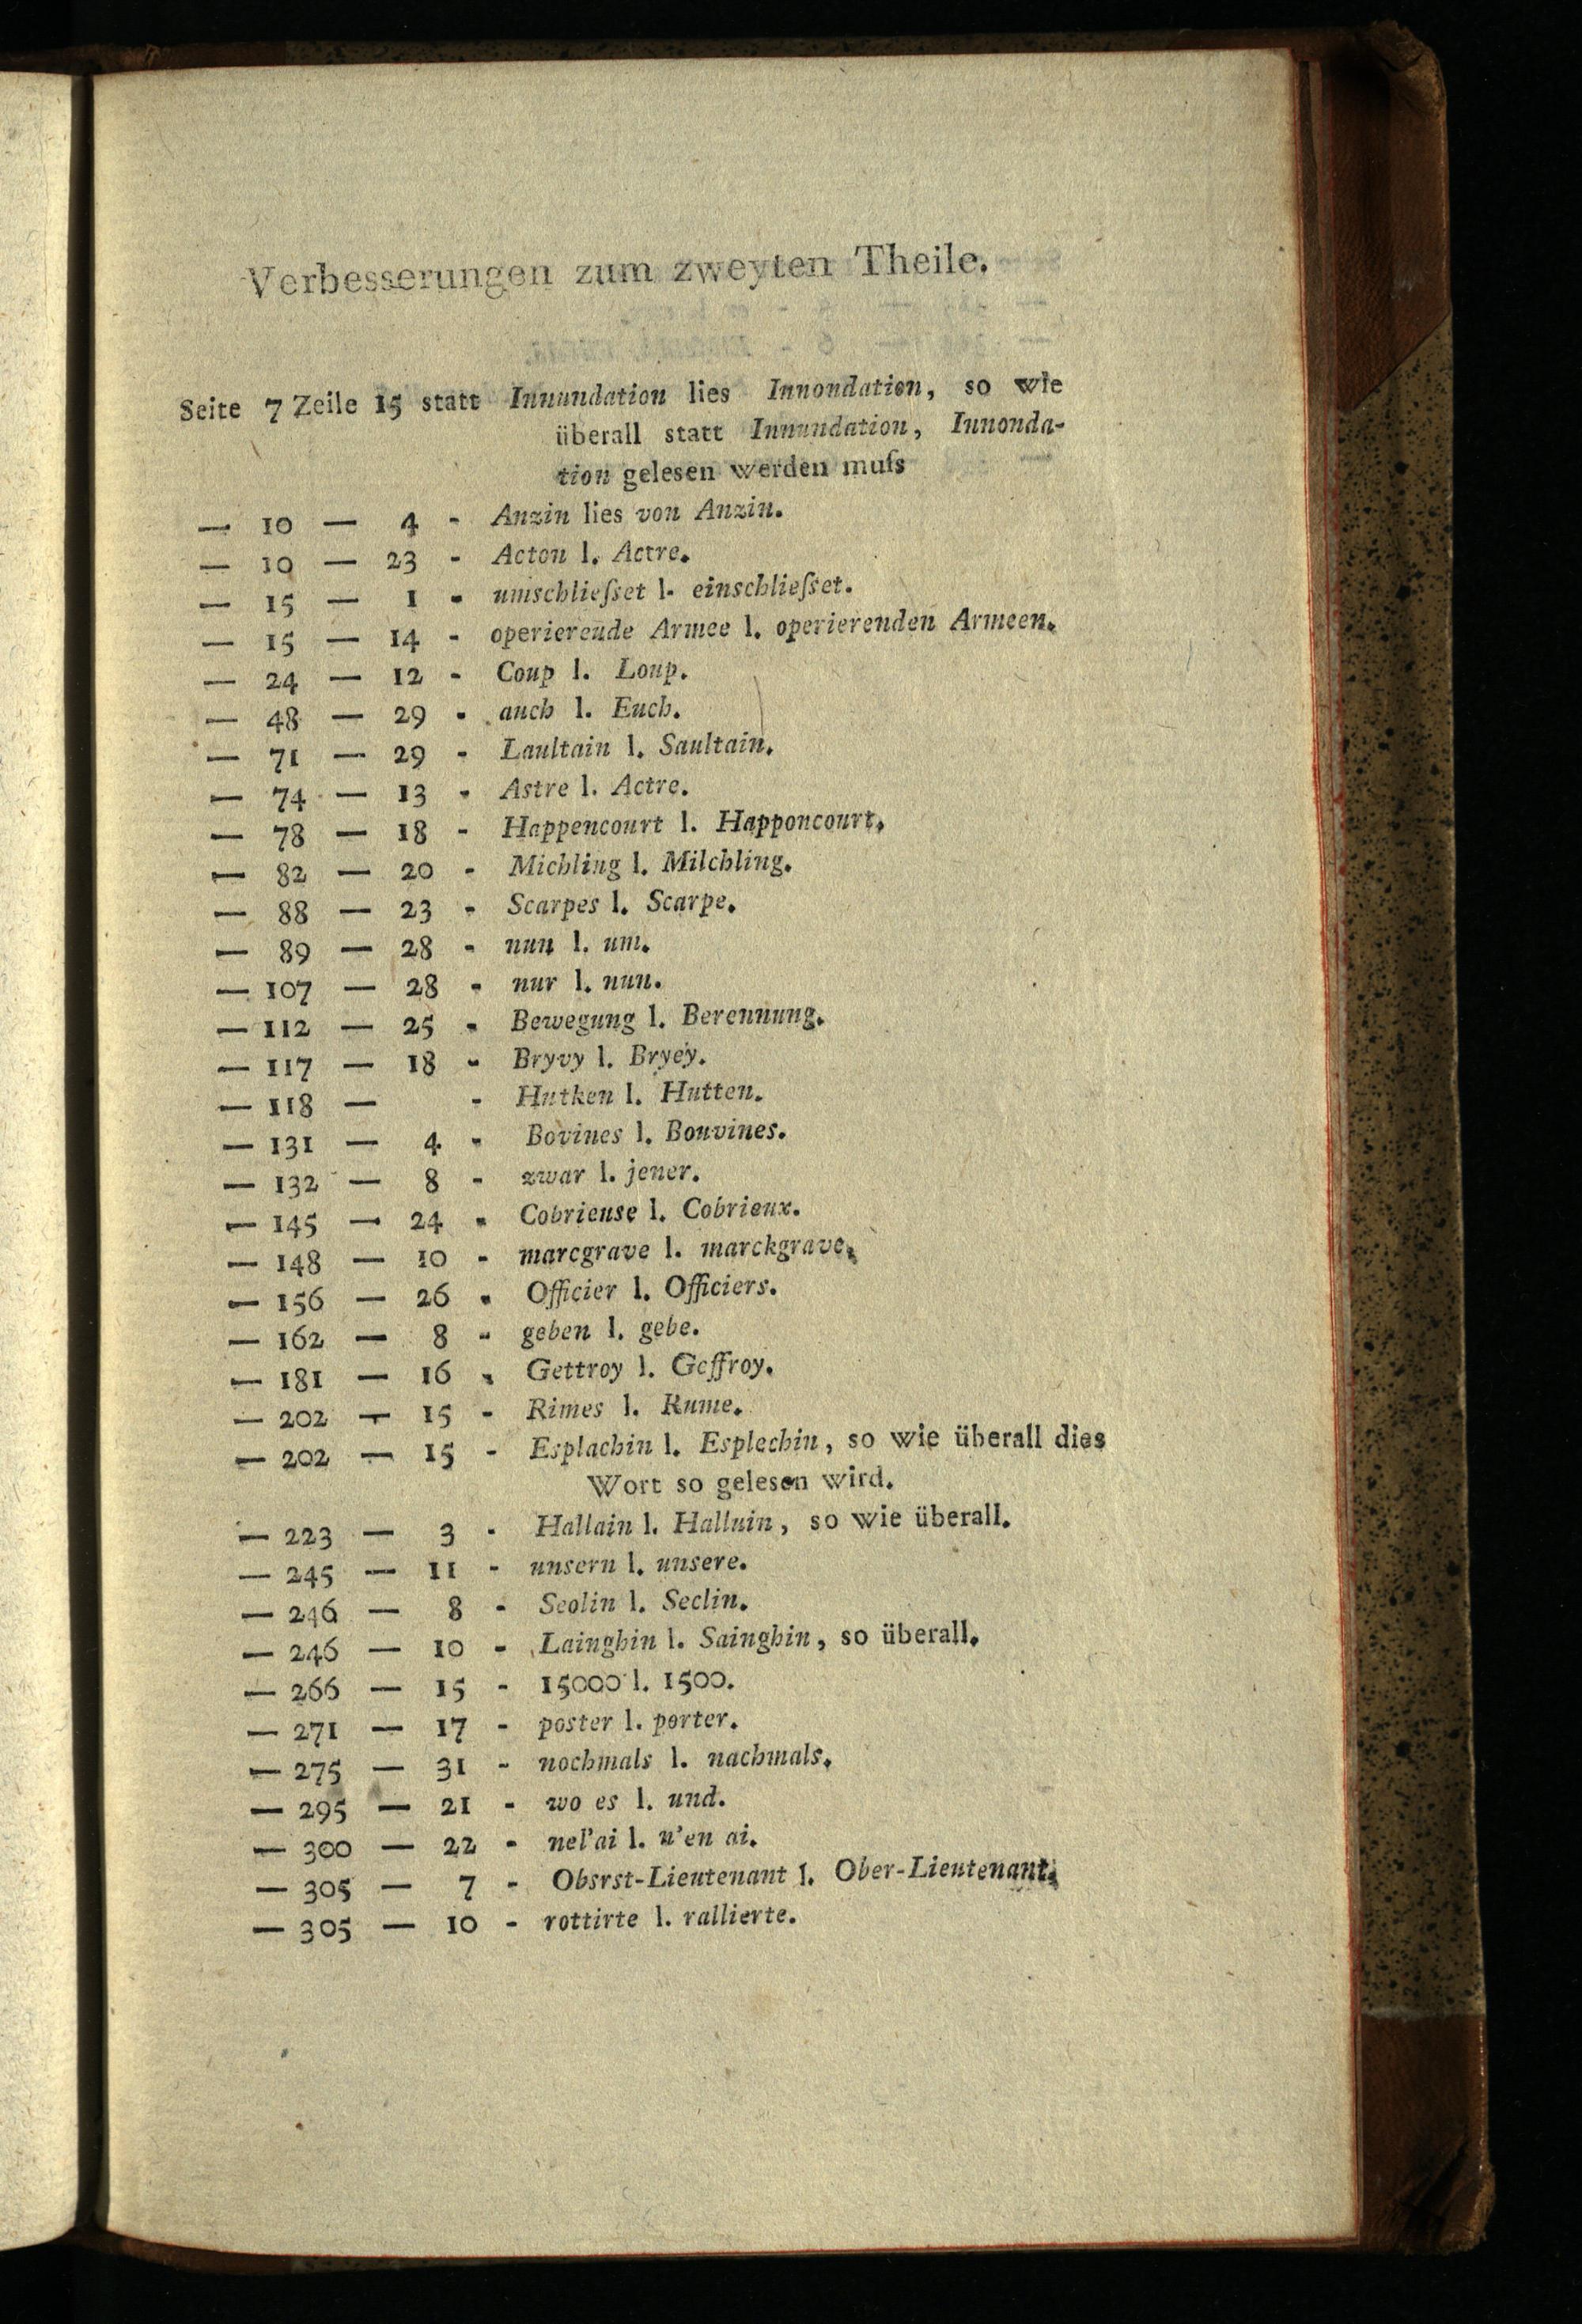 Verbesserungen zum zweyten Theile.
Seite 7 Zeile 15 statt Innundation lies Innondation, so wie
überall statt Innundation, Innonda-
tion gelesen werden muſs
— 10 — 4 - Anzin lies von Anzin.
— 10 — 23 - Acton l. Actre.
— 15 — 1 - umschlieſset l. einschlieſset.
— 15 — 14 - operierende Armee l. operierenden Armeen.
— 24 — 12 - Coup l. Loup.
— 48 — 29 - auch l. Euch.
— 71 — 29 - Laultain l. Saultain.
— 74 — 13 - Astre l. Actre.
— 78 — 18 - Happencourt l. Happoncourt.
— 82 — 20 - Michling l. Milchling.
— 88 — 23 - Scarpes l. Scarpe.
— 89 — 28 - nun l. um.
— 107 — 28 - nur l. nun.
— 112 — 25 - Bewegung l. Berennung.
— 117 — 18 - Bryvy l. Bryey.
— 118 — - Hutken l. Hutten.
— 131 — 4 - Bovines l. Bouvines.
— 132 — 8 - zwar l. jener.
— 145 — 24 - Cobrieuse l. Cobrieux.
— 148 — 10 - marcgrave l. marckgrave.
— 156 — 26 - Officier l. Officiers.
— 162 — 8 - geben l. gebe.
— 181 — 16 - Gettroy l. Geffroy.
— 202 — 15 - Rimes l. Rume.
— 202 — 15 - Esplachin l. Esplechin, so wie überall dies
Wort so gelesen wird.
— 223 — 3 - Hallain l. Halluin, so wie überall.
— 245 — 11 - unsern l. unsere.
— 246 — 8 - Seolin l. Seclin.
— 246 — 10 - Lainghin l. Sainghin, so überall.
— 266 — 15 - 15000 l. 1500.
— 271 — 17 - poster l. porter.
— 275 — 31 - nochmals l. nachmals.
— 295 — 21 - wo es l. und.
— 300 — 22 - nel'ai l. n'en ai.
— 305 — 7 - Obsrst-Lieutenant l. Ober-Lieutenant.
— 305 — 10 - rottirte l. rallierte.